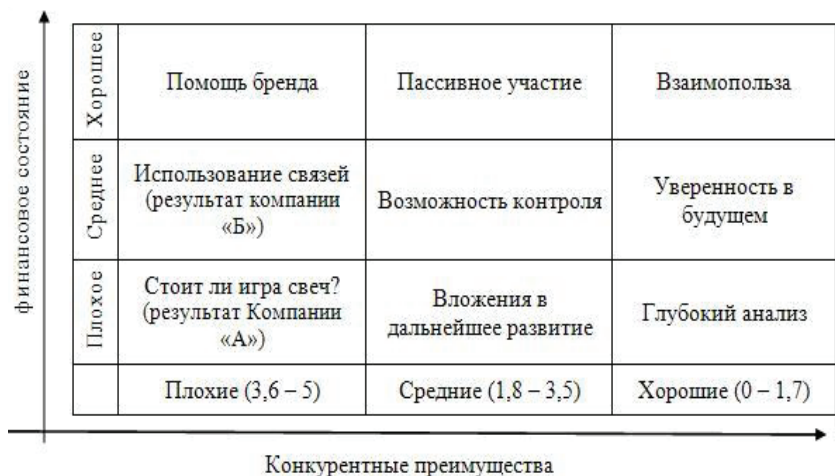 финансовое состояние
Хорошее
Помощь бренда
Пассивное участие
Взаимопольза
Среднее
Использование связей
(результат компании
«Б»)
Возможность контроля
Уверенность в
будущем
Плохое
Стоит ли игра свеч?
(результат Компании
«А»)
Вложения в
дальнейшее развитие
Глубокий анализ
Плохие (3,6 – 5)
Средние (1,8 – 3,5)
Хорошие (0 – 1,7)
Конкурентные преимущества